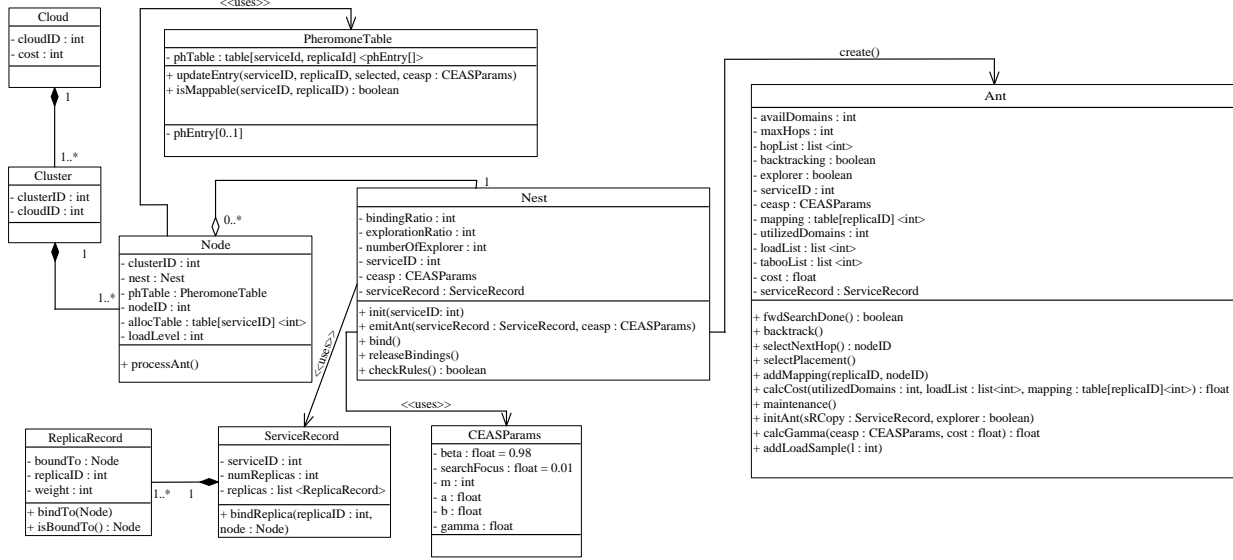 Cloud
- cloudID : int
- cost : int
1
1..*
Cluster
- clusterID : int
- cloudID : int
1
1..*
<<uses>>
PheromoneTable
- phTable : table[serviceId, replicaId] <phEntry[]>
+ updateEntry(serviceID, replicaID, selected, ceasp : CEASParams)
+ isMappable(serviceID, replicaID) : boolean
- phEntry[0..1]
1
0..*
Node
- clusterID : int
- nest : Nest
- phTable : PheromoneTable
- nodeID : int
- allocTable : table[serviceID] <int>
- loadLevel : int
+ processAnt()
Nest
- bindingRatio : int
- explorationRatio : int
- numberOfExplorer : int
- serviceID : int
- ceasp : CEASParams
- serviceRecord : ServiceRecord
+ init(serviceID: int)
+ emitAnt(serviceRecord : ServiceRecord, ceasp : CEASParams)
+ bind()
+ releaseBindings()
+ checkRules() : boolean
<<uses>>
<<uses>>
create()
Ant
- availDomains : int
- maxHops : int
- hopList : list <int>
- backtracking : boolean
- explorer : boolean
- serviceID : int
- ceasp : CEASParams
- mapping : table[replicaID] <int>
- utilizedDomains : int
- loadList : list <int>
- tabooList : list <int>
- cost : float
- serviceRecord : ServiceRecord
+ fwdSearchDone() : boolean
+ backtrack()
+ selectNextHop() : nodeID
+ selectPlacement()
+ addMapping(replicaID, nodeID)
+ calcCost(utilizedDomains : int, loadList : list<int>, mapping : table[replicaID]<int>) : float
+ maintenance()
+ initAnt(sRCopy : ServiceRecord, explorer : boolean)
+ calcGamma(ceasp : CEASParams, cost : float) : float
+ addLoadSample(l : int)
ReplicaRecord
- boundTo : Node
- replicaID : int
- weight : int
+ bindTo(Node)
+ isBoundTo() : Node
1..*
1
ServiceRecord
- serviceID : int
- numReplicas : int
- replicas : list <ReplicaRecord>
+ bindReplica(replicaID : int,
node : Node)
CEASParams
- beta : float = 0.98
- searchFocus : float = 0.01
- m : int
- a : float
- b : float
- gamma : float